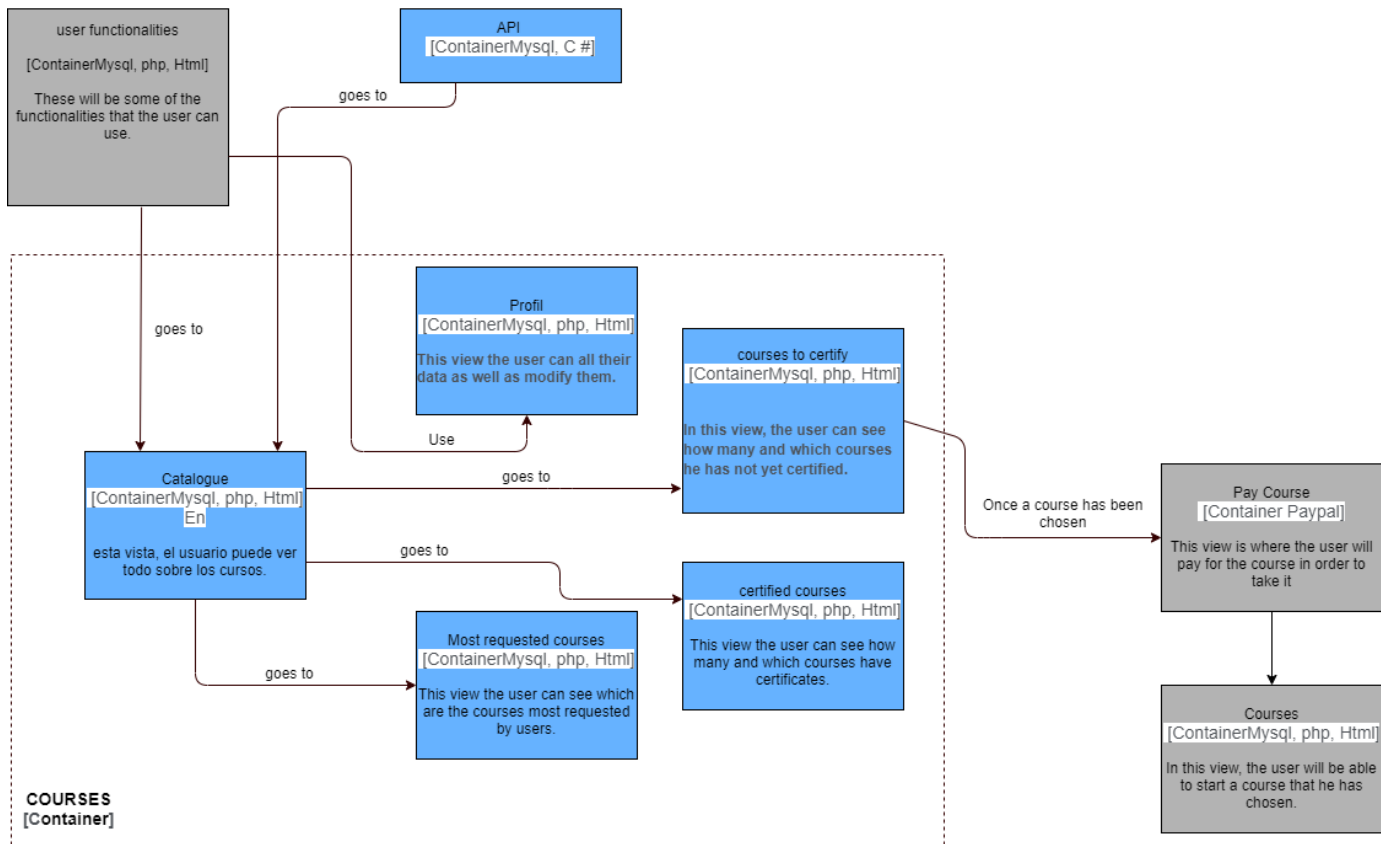 user functionalities
[ContainerMysql, php, Html]
These will be some of the
functionalities that the user can
use.
API
[ContainerMysql, C #]
goes to
goes to
Profil
[ContainerMysql, php, Html]
This view the user can all their
data as well as modify them.
Use
courses to certify
[ContainerMysql, php, Html]
In this view, the user can see
how many and which courses
he has not yet certified.
Catalogue
[ContainerMysql, php, Html]
En
esta vista, el usuario puede ver
todo sobre los cursos.
goes to
goes to
goes to
Once a course has been
chosen
Pay Course
[Container Paypal]
This view is where the user will
pay for the course in order to
take it
certified courses
[ContainerMysql, php, Html]
This view the user can see how
many and which courses have
certificates.
Most requested courses
[ContainerMysql, php, Html]
This view the user can see which
are the courses most requested
by users.
Courses
[ContainerMysql, php, Html]
In this view, the user will be able
to start a course that he has
chosen.
COURSES
[Container]